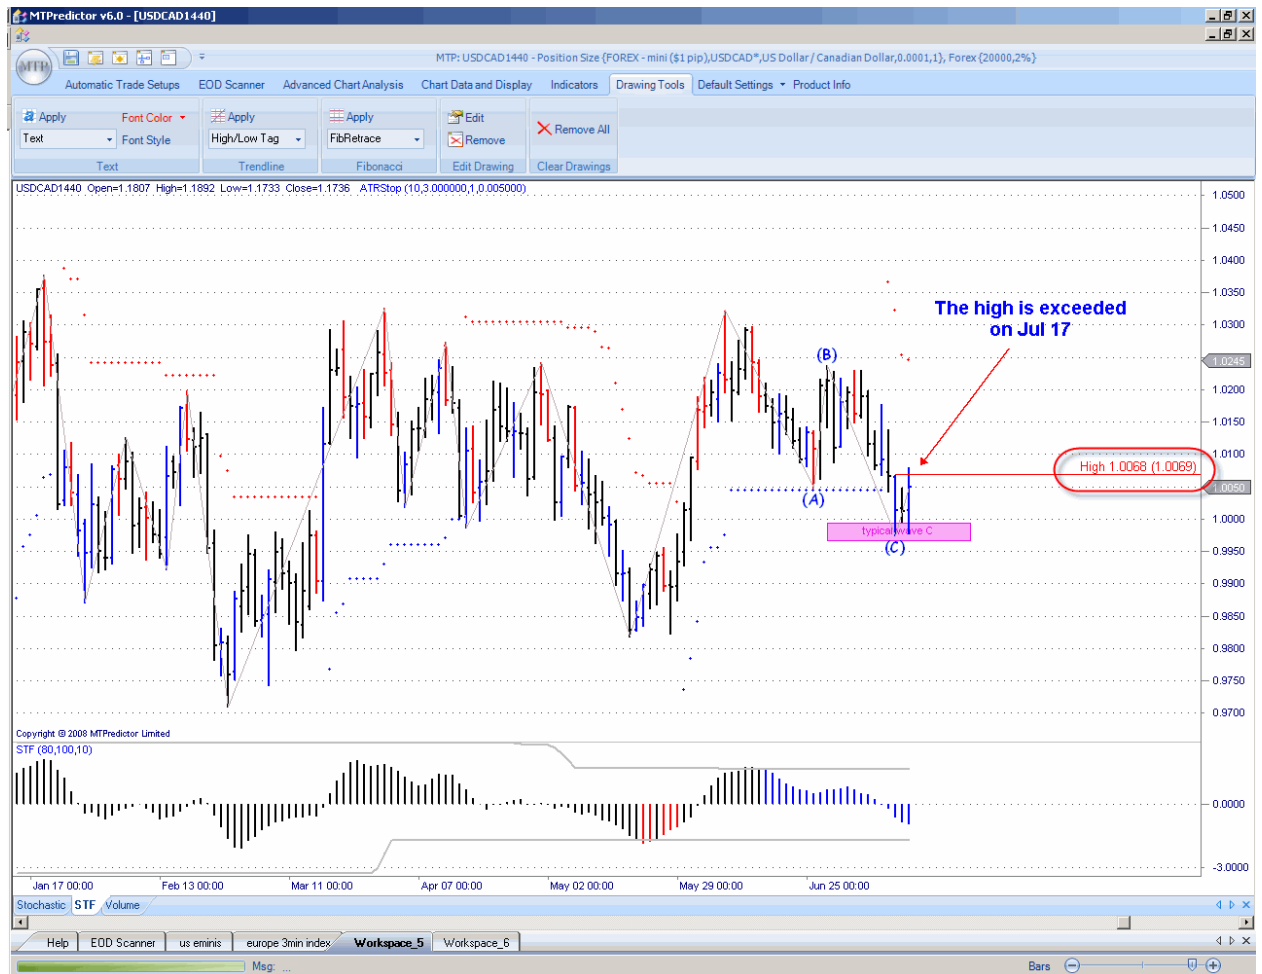 MTPredictor v6.0 - [USDCAD1440]
MTP
MTP: USDCAD1440 - Position Size {FOREX - mini ($1 pip),USDCAD*,US Dollar / Canadian Dollar,0.0001,1}, Forex {20000,2%}
Automatic Trade Setups EOD Scanner Advanced Chart Analysis Chart Data and Display Indicators Drawing Tools Default Settings Product Info
Apply Font Color Apply Apply Edit
Remove All
Text Font Style High/Low Tag FibRetrace Remove
Text Trendline Fibonacci Edit Drawing Clear Drawings
USDCAD1440 Open=1.1807 High=1.1892 Low=1.1733 Close=1.1736 ATRStop (10,3.000000,1,0.005000)
1.0500
1.0450
1.0400
1.0350
The high is exceeded
1.0300
on Jul 17
(B)
1.0245
1.0200
1.0150
1.0100
High 1.0068 (1.0069)
1.0050
(A)
1.0000
typical wave C
(C)
0.9950
0.9900
0.9850
0.9800
0.9750
0.9700
Copyright © 2008 MTPredictor Limited
STF (80,100,10)
0.0000
-3.0000
Jan 17 00:00 Feb 13 00:00 Mar 11 00:00 Apr 07 00:00 May 02 00:00 May 29 00:00 Jun 25 00:00
Stochastic STF Volume
Help EOD Scanner us eminis europe 3min index Workspace_5 Workspace_6
Msg: ... Bars